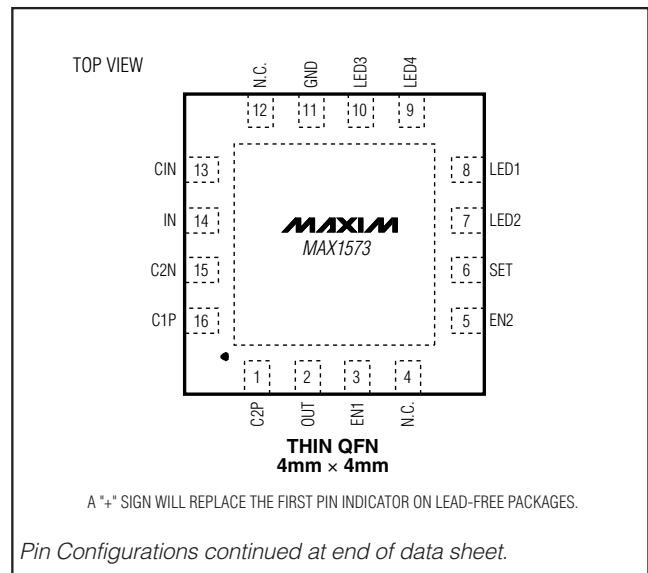 TOP VIEW
N.C.
GND
LED3
LED4
12
11
10
9
CIN 13
8 LED1
IN 14
7 LED2
MAXIM
MAX1573
C2N 15
6 SET
C1P 16
5 EN2
1
2
3
4
C2P
OUT
EN1
N.C.
THIN QFN
4mm × 4mm
A "+" SIGN WILL REPLACE THE FIRST PIN INDICATOR ON LEAD-FREE PACKAGES.
Pin Configurations continued at end of data sheet.